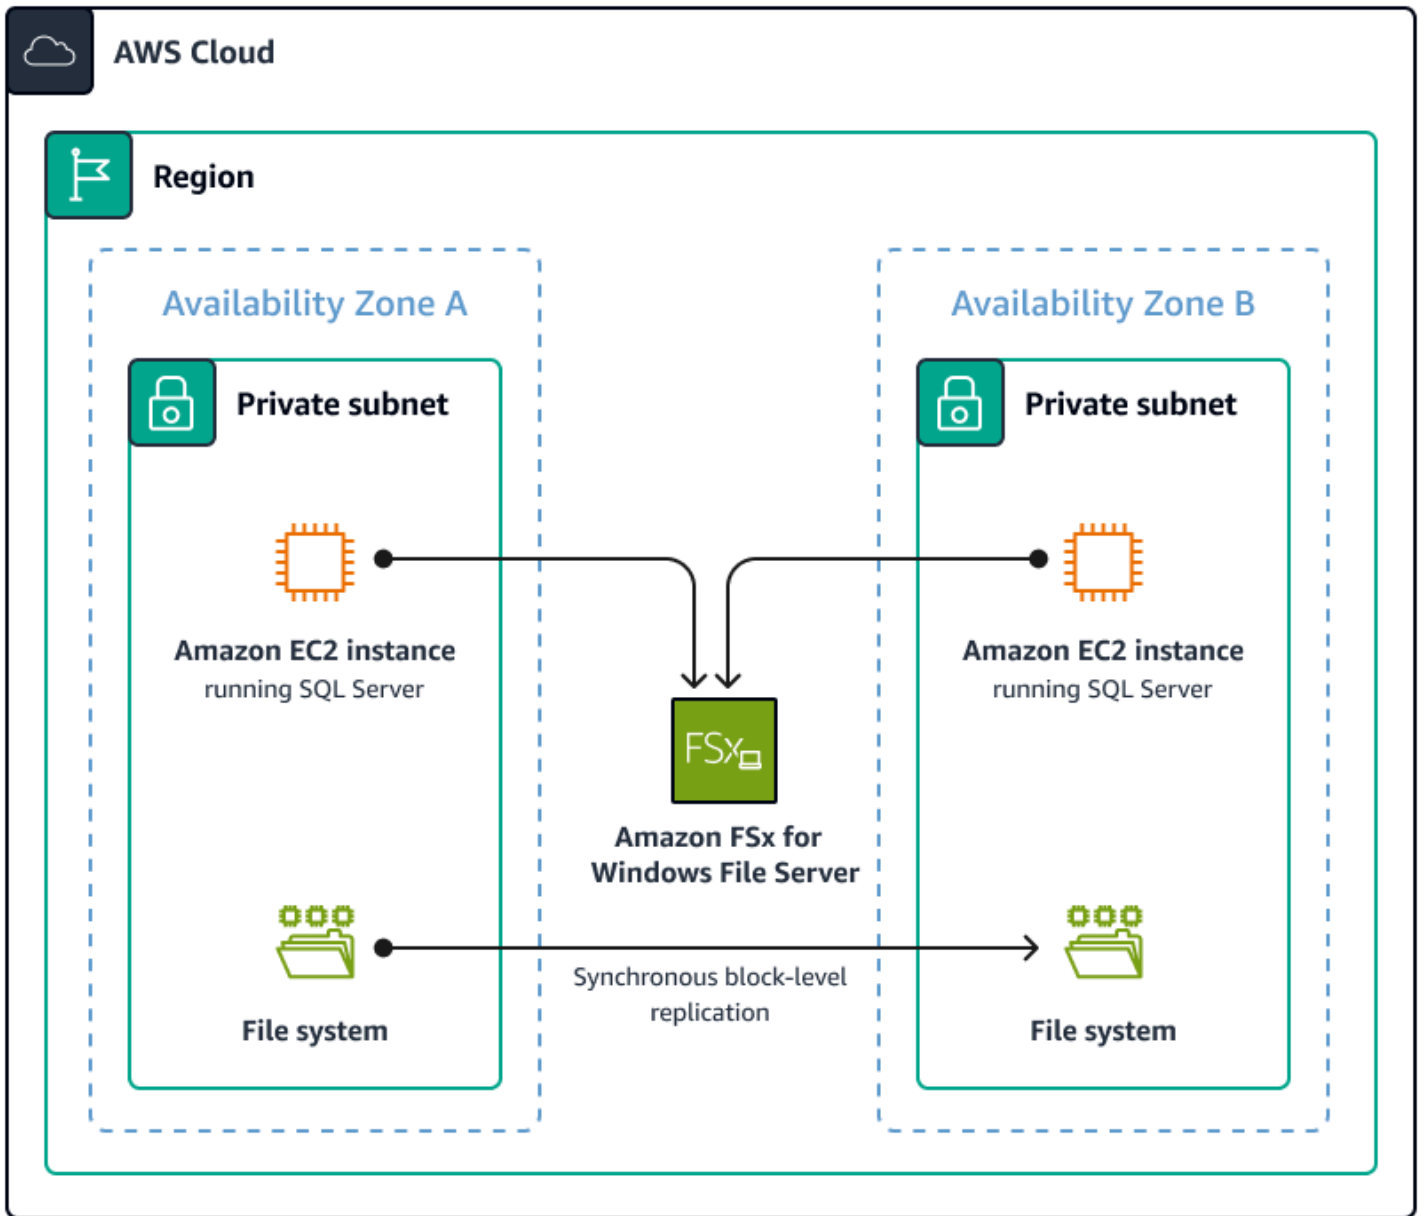 AWS Cloud
Region
Availability Zone A
Private subnet
Amazon EC2 instance
running SQL Server
File system
Availability Zone B
Private subnet
Amazon EC2 instance
running SQL Server
File system
FSx
Amazon FSx for
Windows File Server
Synchronous block-level
replication